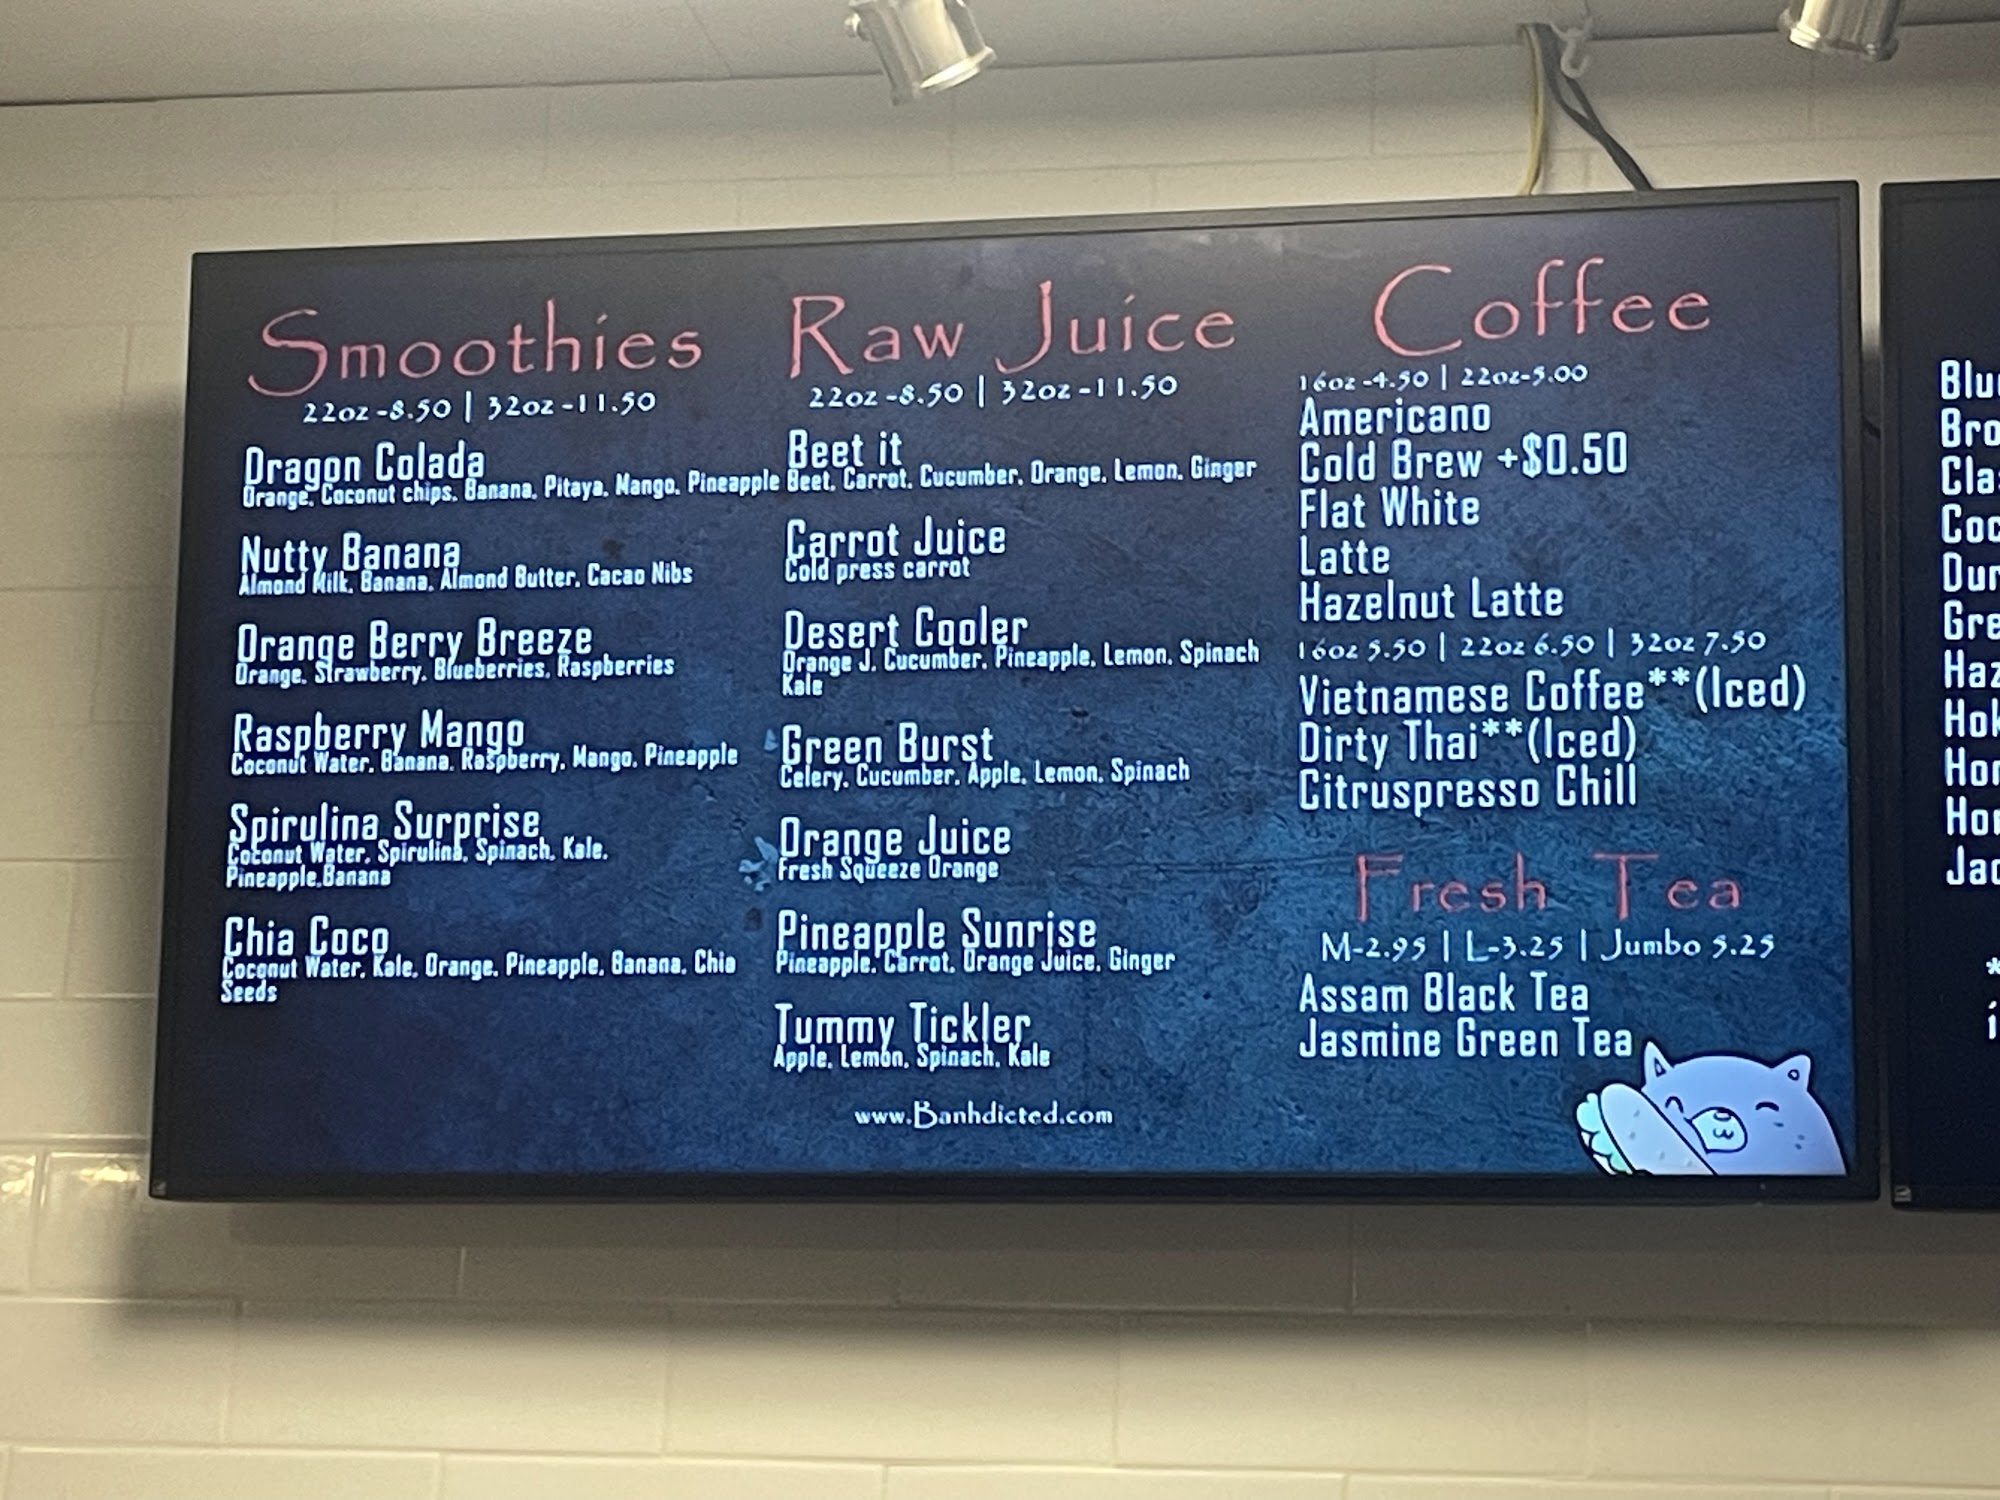 Smoothies
22oz -8.50 | 32oz -11.50
Dragon Colada
Orange, Coconut chips, Banana, Pitaya, Mango, Pineapple
Nutty Banana
Almond Milk, Banana, Almond Butter, Cacao Nibs
Orange Berry Breeze
Orange, Strawberry, Blueberries, Raspberries
Raspberry Mango
Coconut Water, Banana, Raspberry, Mango, Pineapple
Spirulina Surprise
Coconut Water, Spirulina, Spinach, Kale,
Pineapple,Banana
Chia Coco
Coconut Water, Kale, Orange, Pineapple, Banana, Chia
Seeds
Raw Juice
22oz -8.50 | 32oz -11.50
Beet it
Beet, Carrot, Cucumber, Orange, Lemon, Ginger
Carrot Juice
Cold press carrot
Desert Cooler
Orange J, Cucumber, Pineapple, Lemon, Spinach
Kale
Green Burst
Celery, Cucumber, Apple, Lemon, Spinach
Orange Juice
Fresh Squeeze Orange
Pineapple Sunrise
Pineapple, Carrot, Orange Juice, Ginger
Tummy Tickler
Apple, Lemon, Spinach, Kale
www.Banhdicted.com
Coffee
16oz -4.50 | 22oz-5.00
Americano
Cold Brew +$0.50
Flat White
Latte
Hazelnut Latte
16oz 5.50 | 22oz 6.50 | 32oz 7.50
Vietnamese Coffee**(Iced)
Dirty Thai**(Iced)
Citruspresso Chill
Fresh Tea
M-2.95 | L-3.25 | Jumbo 5.25
Assam Black Tea
Jasmine Green Tea